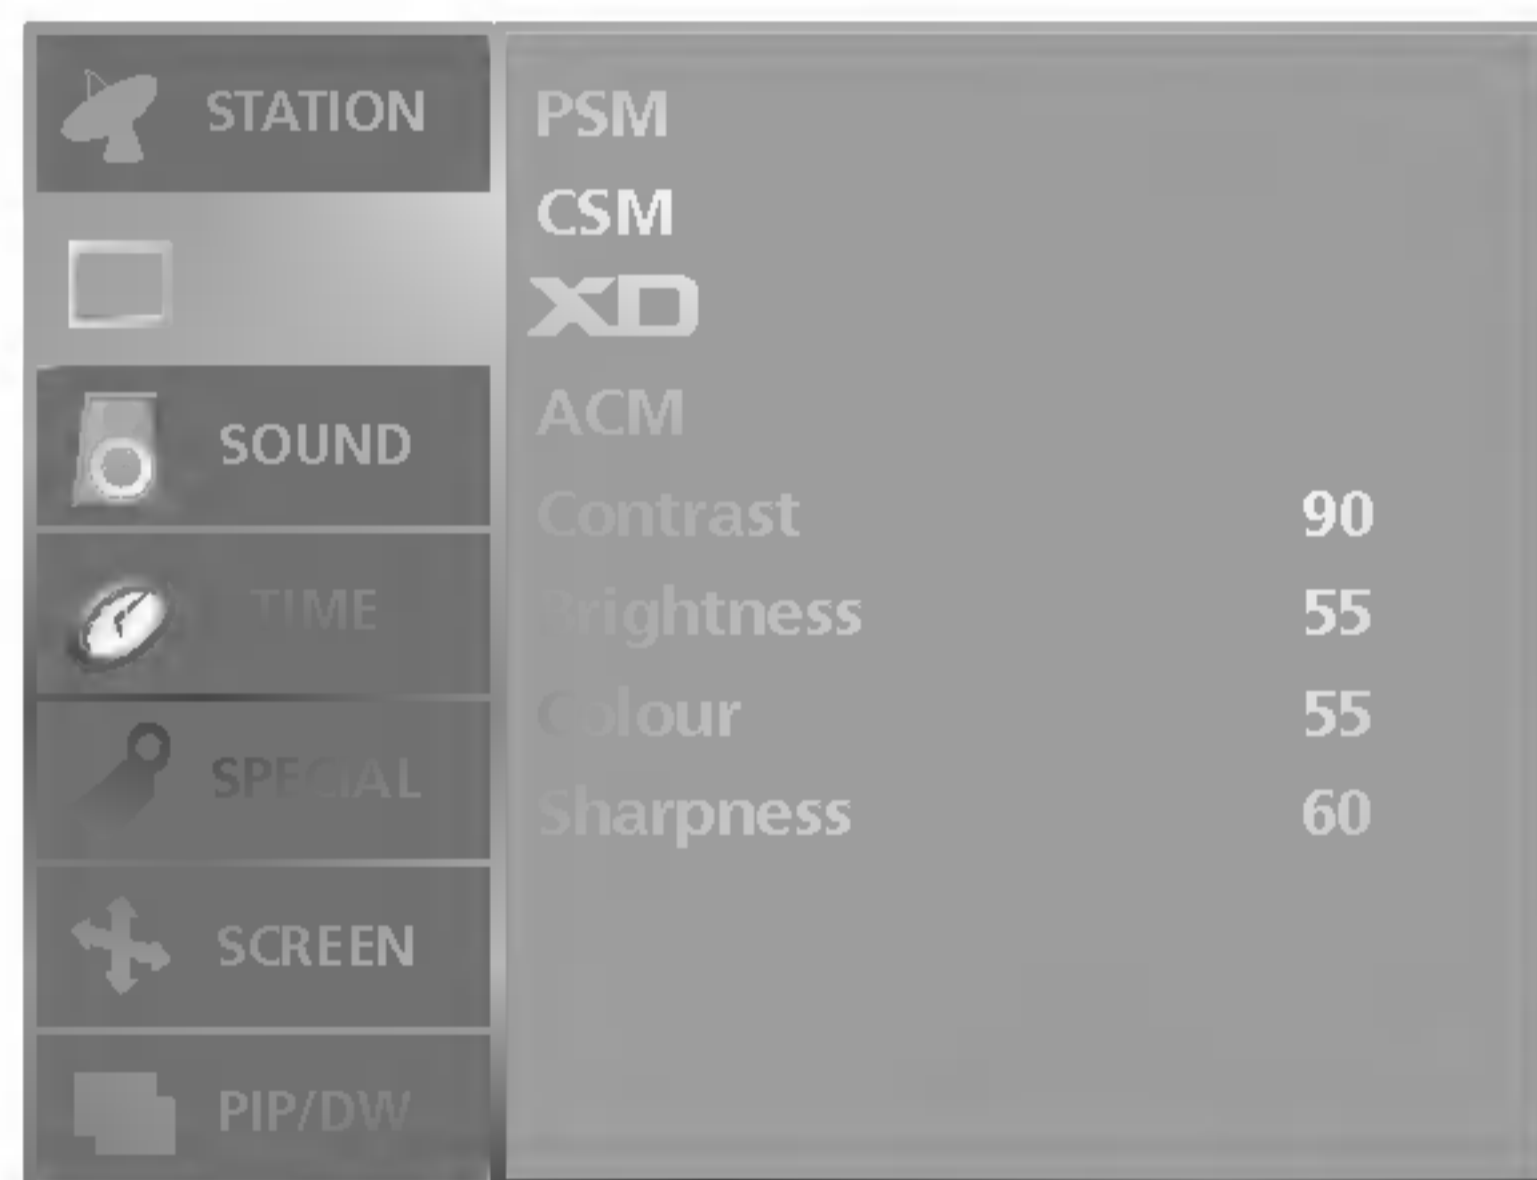 STATION
SOUND
TIME
SPECIAL
SCREEN
PIP/DW
PSM
CSM
XD
ACM
Contrast 90
Brightness 55
Colour 55
Sharpness 60